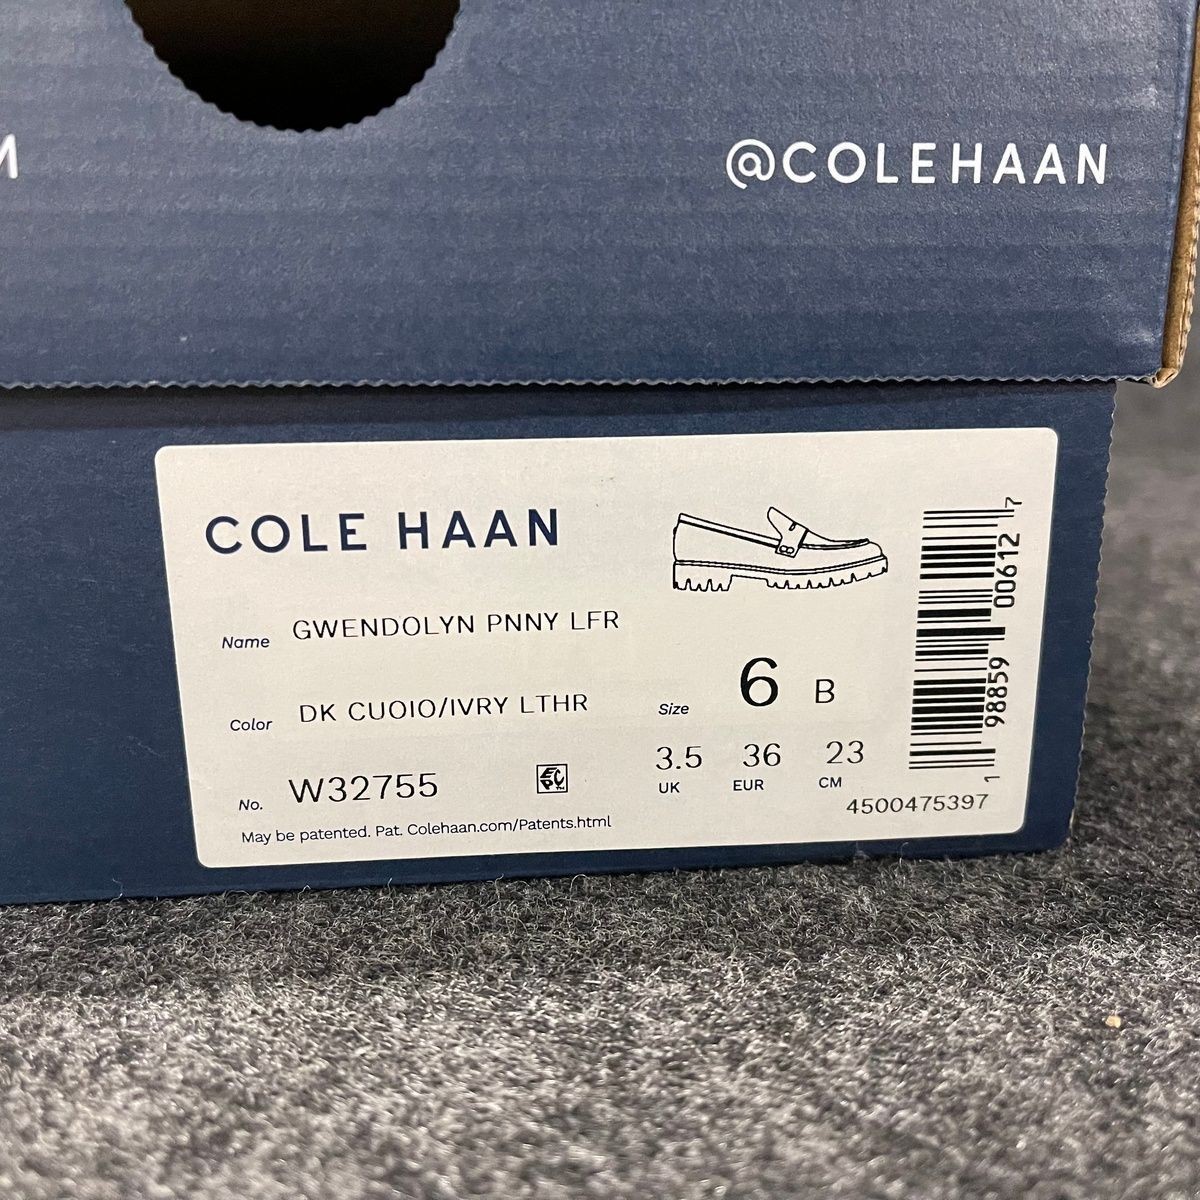 M
@COLEHAAN
COLE HAAN
Name GWENDOLYN PNNY LFR
Color DK CUOIO/IVRY LTHR
No. W32755
May be patented. Pat. Colehaan.com/Patents.html
Size 6 B
3.5 36 23
UK EUR CM
4500475397
1 98859 00612 7